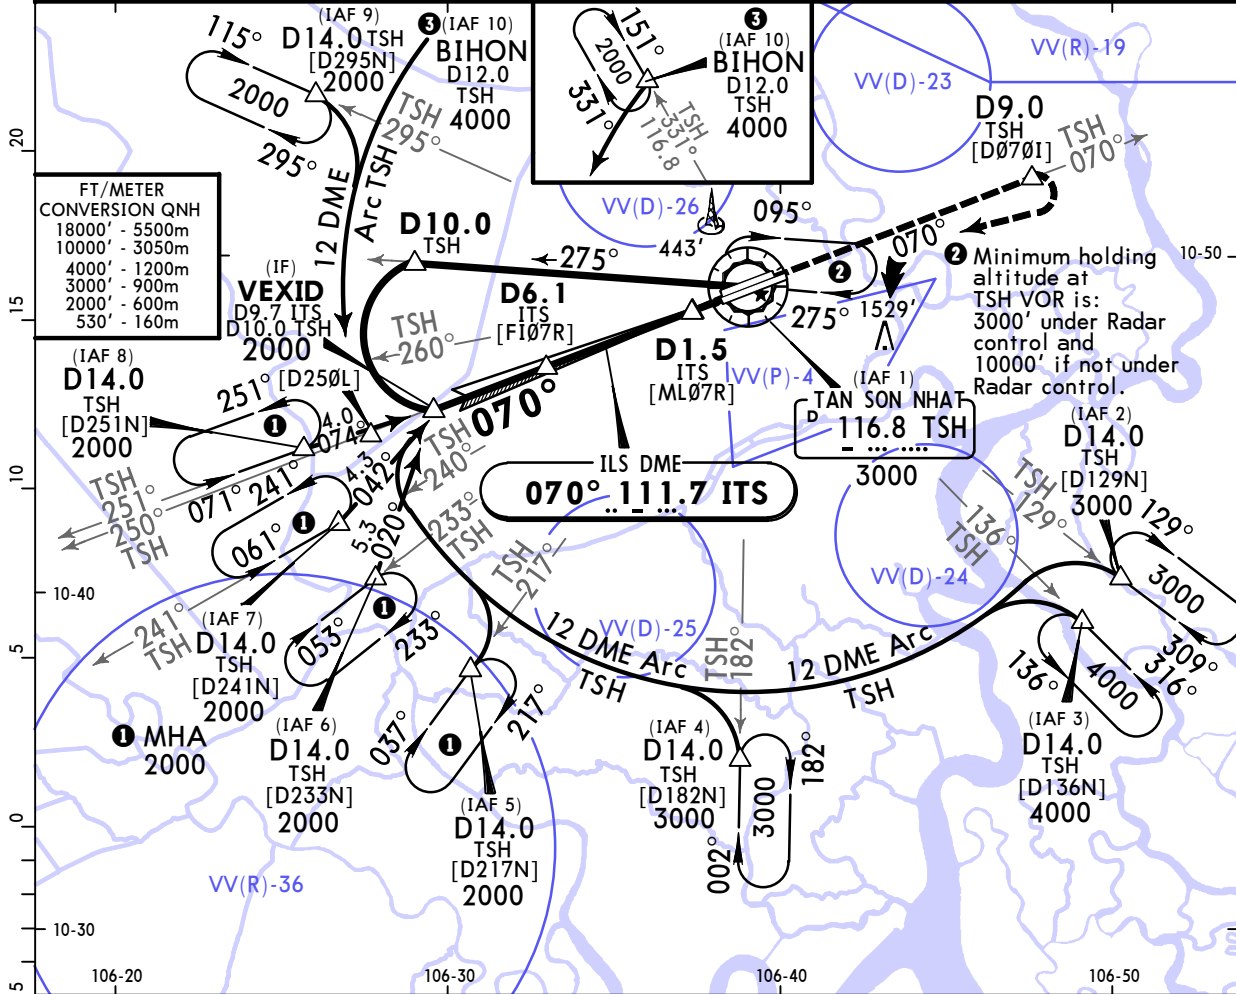 (IAF 9)
D14.0 TSH
[D295N]
2000
115°
2000
295°
TSH
295°
3 (IAF 10)
BIHON
D12.0
TSH
4000
151°
2000
331°
TSH
331°
116.8
3
(IAF 10)
BIHON
D12.0
TSH
4000
VV(R)-19
VV(D)-23
D9.0
TSH
[D070I]
TSH
070°
FT/METER
CONVERSION QNH
18000' - 5500m
10000' - 3050m
4000' - 1200m
3000' - 900m
2000' - 600m
530' - 160m
12 DME
Arc TSH
D10.0
TSH
275°
VV(D)-26
443'
095°
2
275°
070°
1529'
10-50
2 Minimum holding
altitude at
TSH VOR is:
3000' under Radar
control and
10000' if not under
Radar control.
(IF)
VEXID
D9.7 ITS
D10.0 TSH
2000
TSH
260°
D6.1
ITS
[FI07R]
D1.5
ITS
[ML07R]
VV(P)-4
(IAF 1)
TAN SON NHAT
D 116.8 TSH
3000
(IAF 8)
D14.0
TSH
[D251N]
2000
251°
1
[D250L]
4.0
074°
071°
070°
ILS DME
070° 111.7 ITS
TSH
240°
TSH
251°
250°
TSH
241°
4.3
042°
061°
1
5.3
020°
233°
TSH
TSH
217°
241°
TSH
(IAF 7)
D14.0
TSH
[D241N]
2000
053°
1
233°
(IAF 6)
D14.0
TSH
[D233N]
2000
1 MHA
2000
037°
1
217°
(IAF 5)
D14.0
TSH
[D217N]
2000
12 DME Arc
TSH
VV(D)-25
TSH
182°
12 DME Arc
TSH
(IAF 4)
D14.0
TSH
[D182N]
3000
182°
3000
002°
VV(D)-24
136°
TSH
TSH
129°
(IAF 2)
D14.0
TSH
[D129N]
3000
129°
3000
309°
136°
4000
316°
(IAF 3)
D14.0
TSH
[D136N]
4000
VV(R)-36
20
15
10
5
0
5
10-40
10-30
106-20
106-30
106-40
106-50